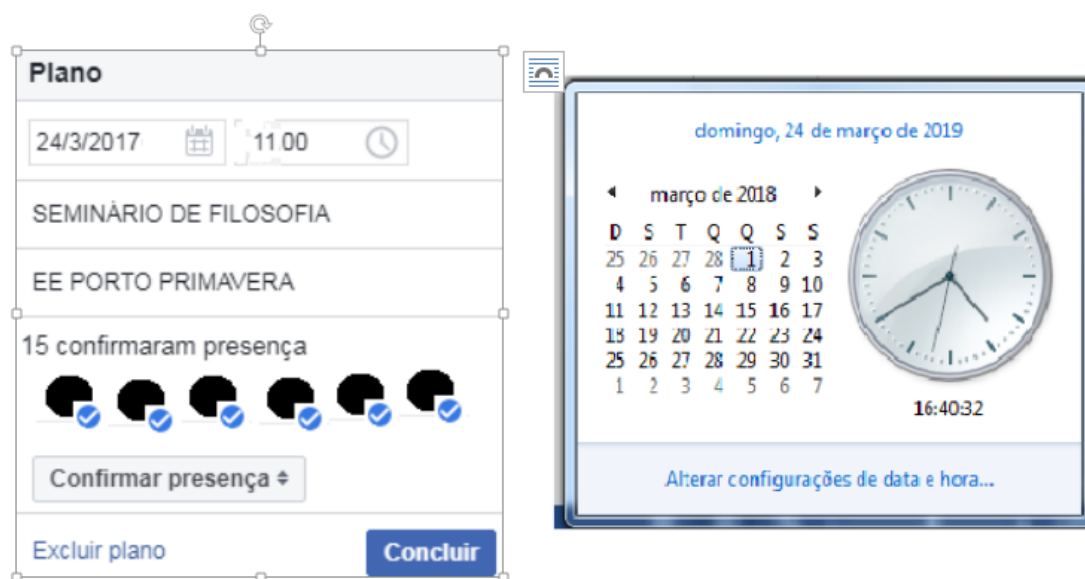 Plano
24/3/2017 11:00
SEMINÁRIO DE FILOSOFIA
EE PORTO PRIMAVERA
15 confirmaram presença
Confirmar presença
Excluir plano Concluir
domingo, 24 de março de 2019
março de 2018
D S T Q Q S S
25 26 27 28 1 2 3
4 5 6 7 8 9 10
11 12 13 14 15 16 17
18 19 20 21 22 23 24
25 26 27 28 29 30 31
1 2 3 4 5 6 7
16:40:32
Alterar configurações de data e hora...